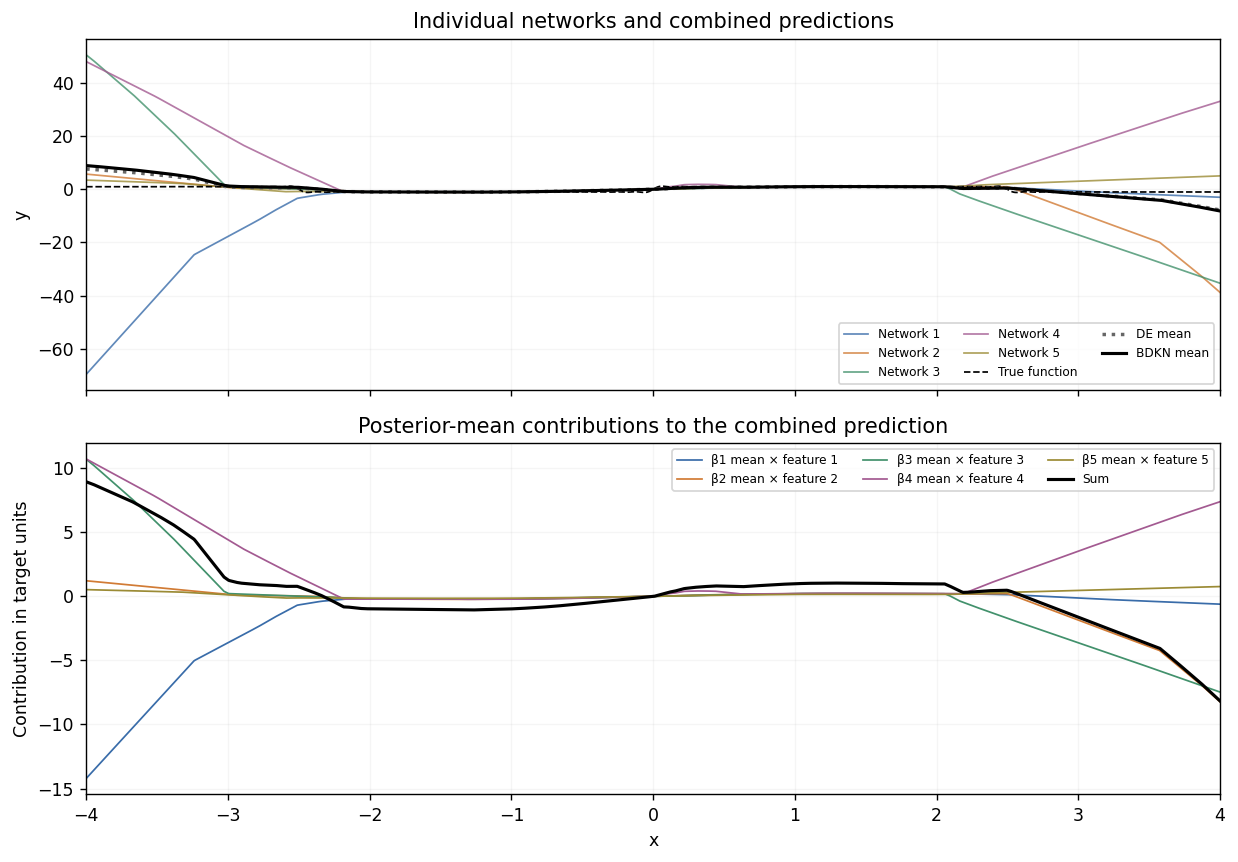 Individual networks and combined predictions
40
20
0
−20
−40
−60
y
Network 1
Network 2
Network 3
Network 4
Network 5
True function
DE mean
BDKN mean
Posterior-mean contributions to the combined prediction
10
5
0
−5
−10
−15
Contribution in target units
β1 mean × feature 1
β2 mean × feature 2
β3 mean × feature 3
β4 mean × feature 4
β5 mean × feature 5
Sum
−4 −3 −2 −1 0 1 2 3 4
x